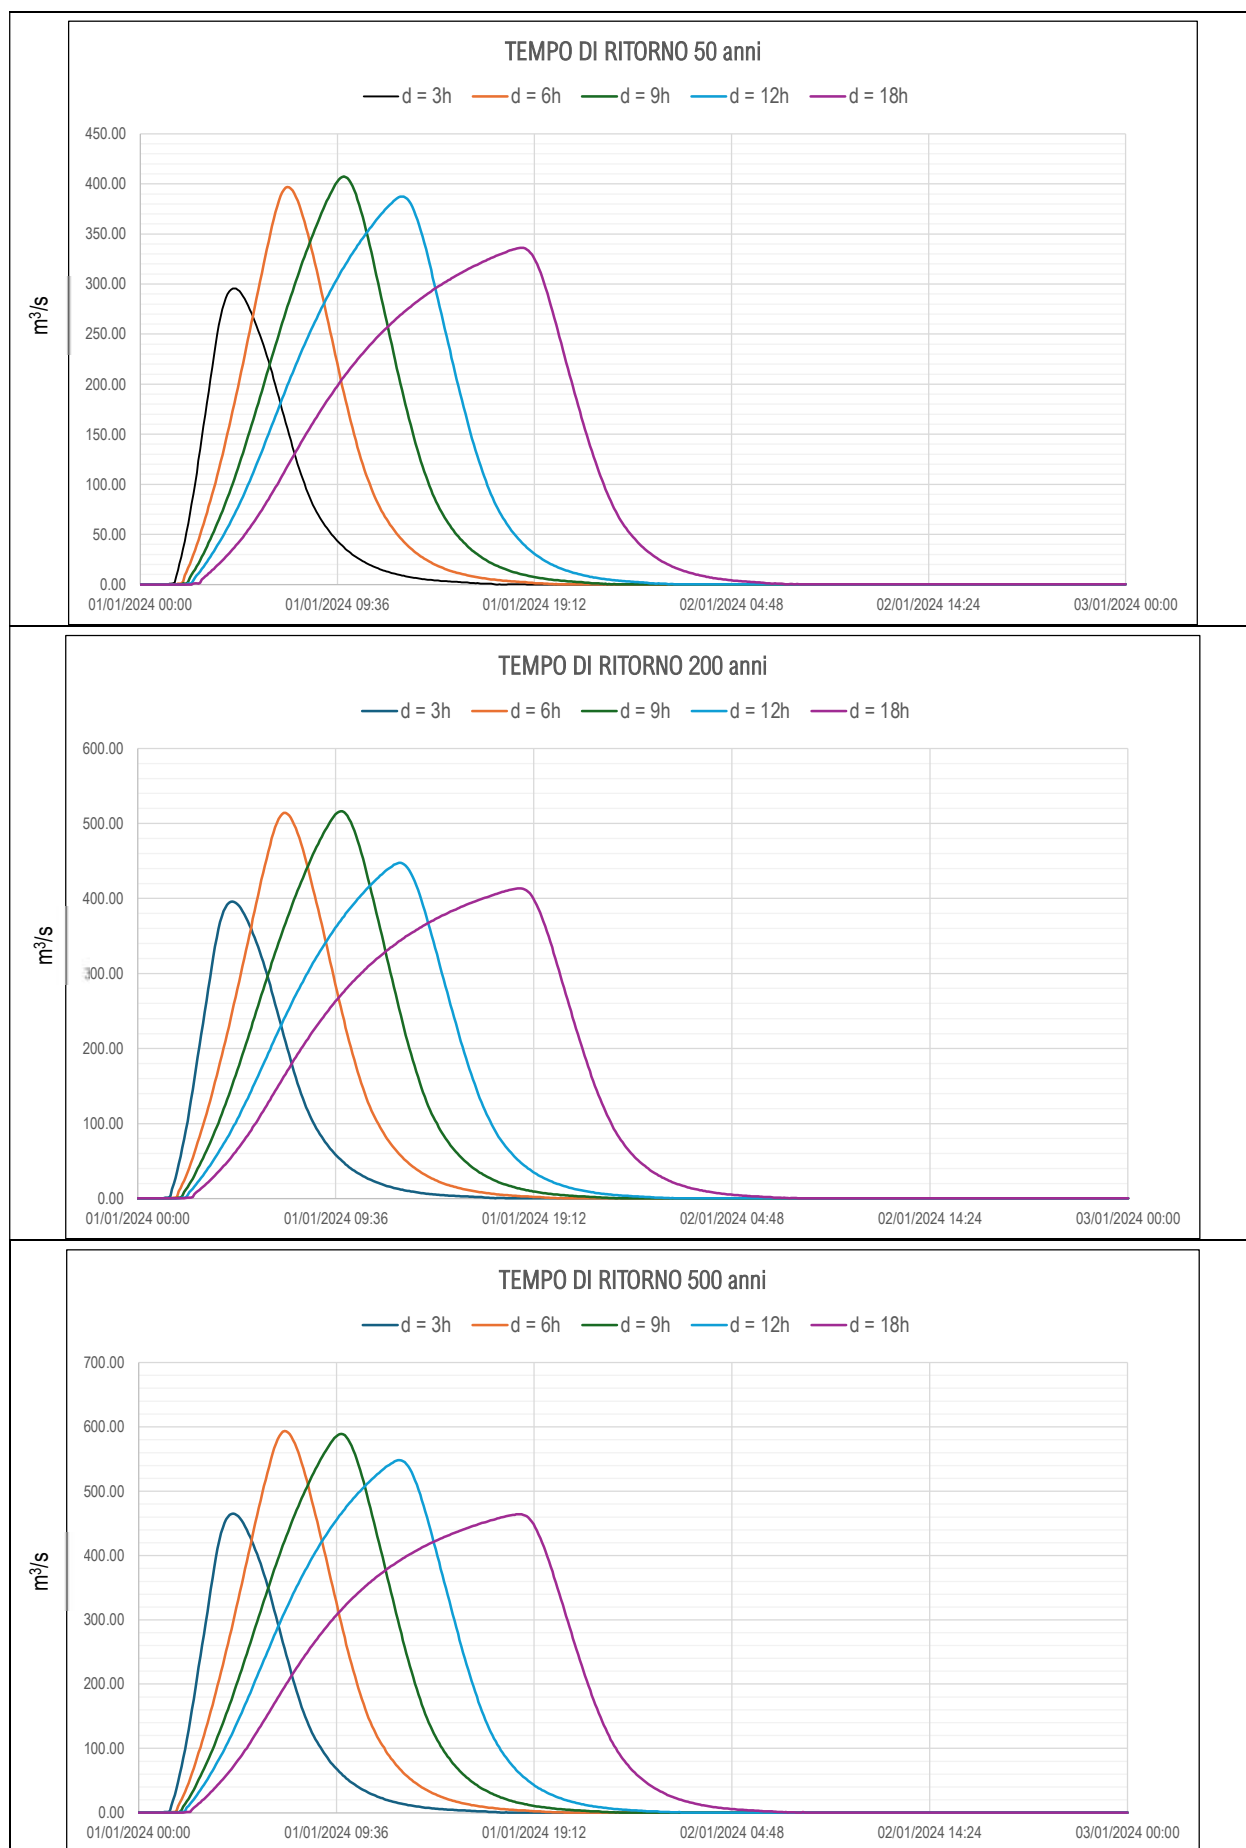 TEMPO DI RITORNO 50 anni
d = 3h d = 6h d = 9h d = 12h d = 18h
450.00
400.00
350.00
300.00
250.00
200.00
150.00
100.00
50.00
0.00
m³/s
01/01/2024 00:00 01/01/2024 09:36 01/01/2024 19:12 02/01/2024 04:48 02/01/2024 14:24 03/01/2024 00:00
TEMPO DI RITORNO 200 anni
d = 3h d = 6h d = 9h d = 12h d = 18h
600.00
500.00
400.00
300.00
200.00
100.00
0.00
m³/s
01/01/2024 00:00 01/01/2024 09:36 01/01/2024 19:12 02/01/2024 04:48 02/01/2024 14:24 03/01/2024 00:00
TEMPO DI RITORNO 500 anni
d = 3h d = 6h d = 9h d = 12h d = 18h
700.00
600.00
500.00
400.00
300.00
200.00
100.00
0.00
m³/s
01/01/2024 00:00 01/01/2024 09:36 01/01/2024 19:12 02/01/2024 04:48 02/01/2024 14:24 03/01/2024 00:00